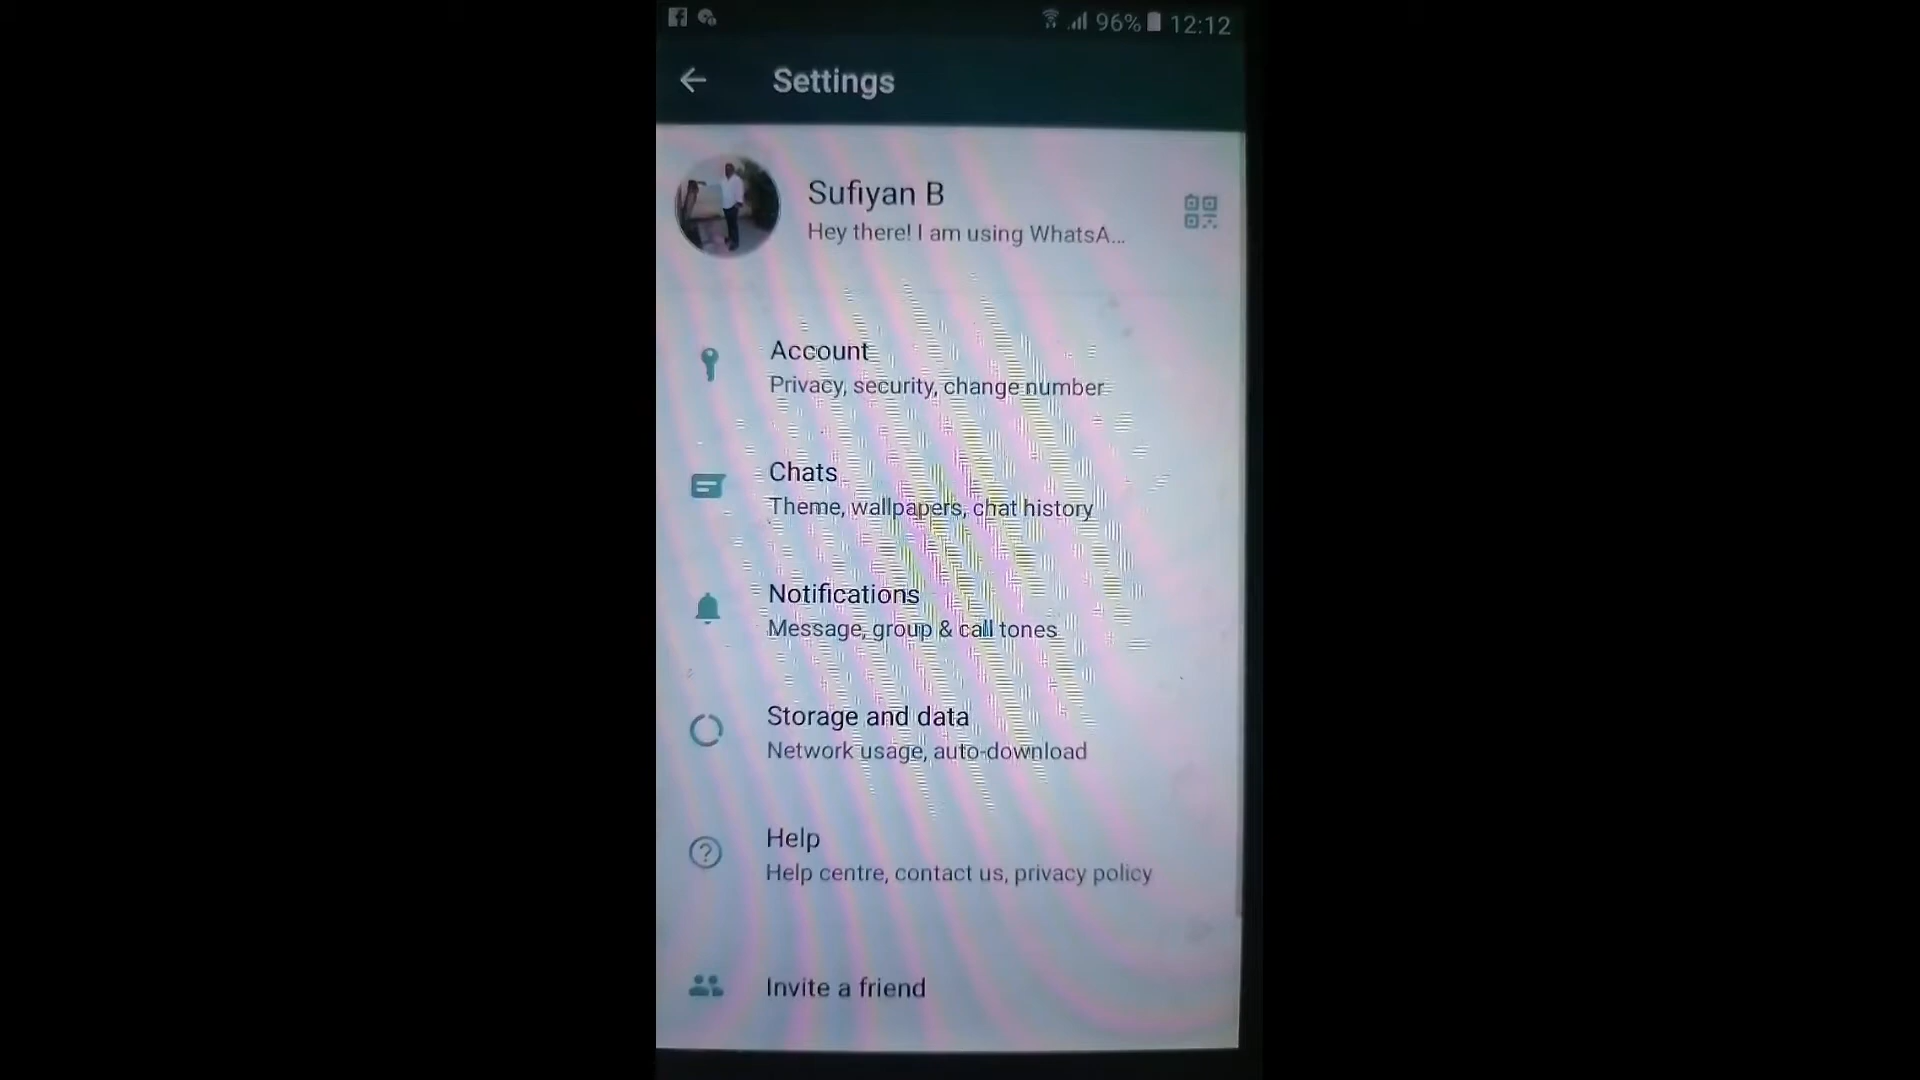 96% 12:12
Settings
Sufiyan B
Hey there! I am using WhatsA...
Account
Privacy, security, change number
Chats
Theme, wallpapers, chat history
Notifications
Message, group & call tones
Storage and data
Network usage, auto-download
Help
Help centre, contact us, privacy policy
Invite a friend